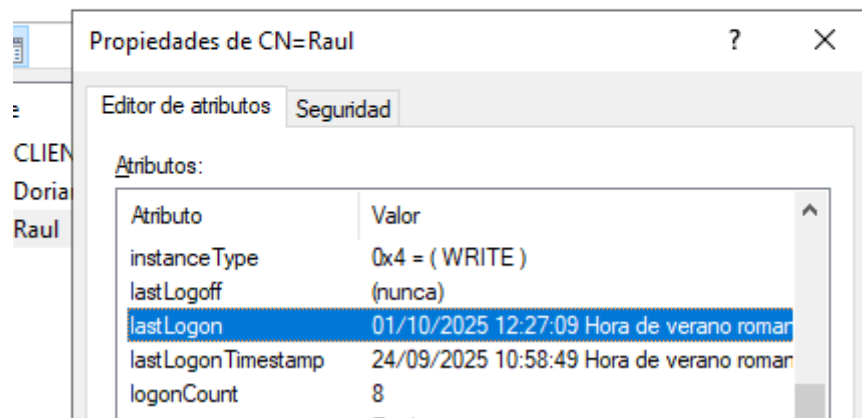 Propiedades de CN=Raul ? ×
Editor de atributos Seguridad
Atributos:
CLIEN
Doria
Raul
Atributo Valor
instanceType 0x4 = ( WRITE )
lastLogoff (nunca)
lastLogon 01/10/2025 12:27:09 Hora de verano roman
lastLogonTimestamp 24/09/2025 10:58:49 Hora de verano roman
logonCount 8